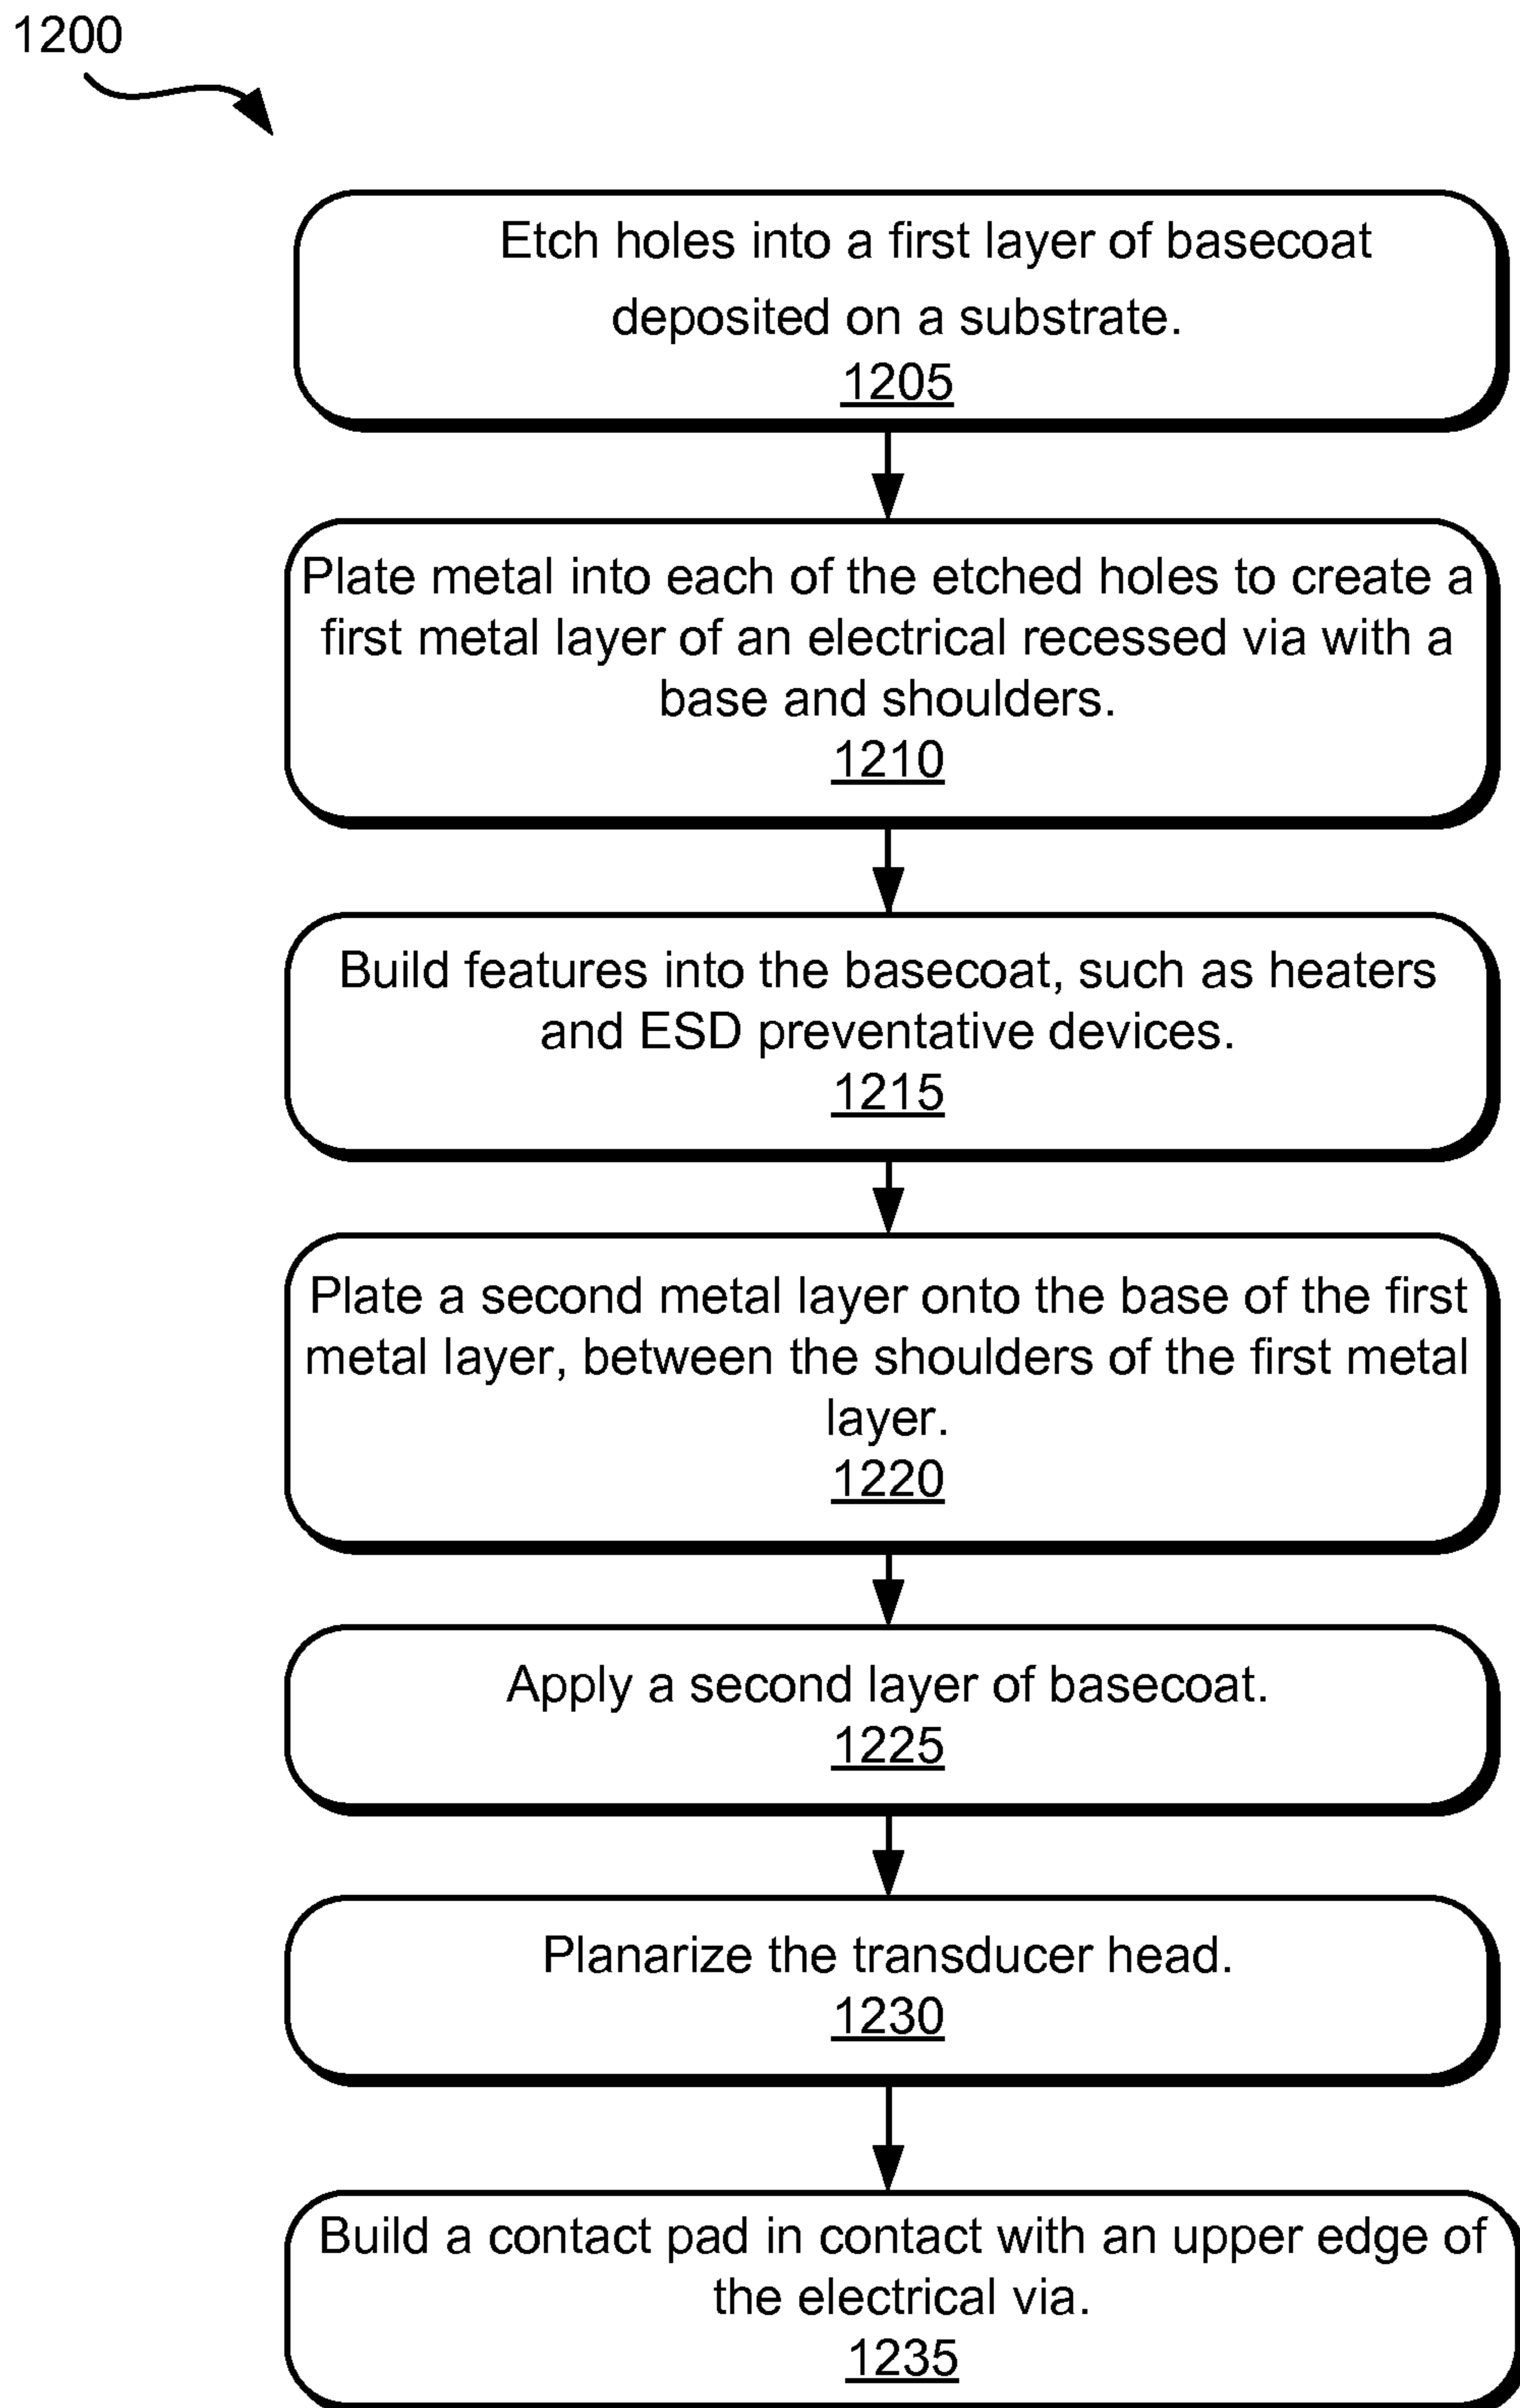 1200
Etch holes into a first layer of basecoat
deposited on a substrate.
1205
Plate metal into each of the etched holes to create a
first metal layer of an electrical recessed via with a
base and shoulders.
1210
Build features into the basecoat, such as heaters
and ESD preventative devices.
1215
Plate a second metal layer onto the base of the first
metal layer, between the shoulders of the first metal
layer.
1220
Apply a second layer of basecoat.
1225
Planarize the transducer head.
1230
Build a contact pad in contact with an upper edge of
the electrical via.
1235